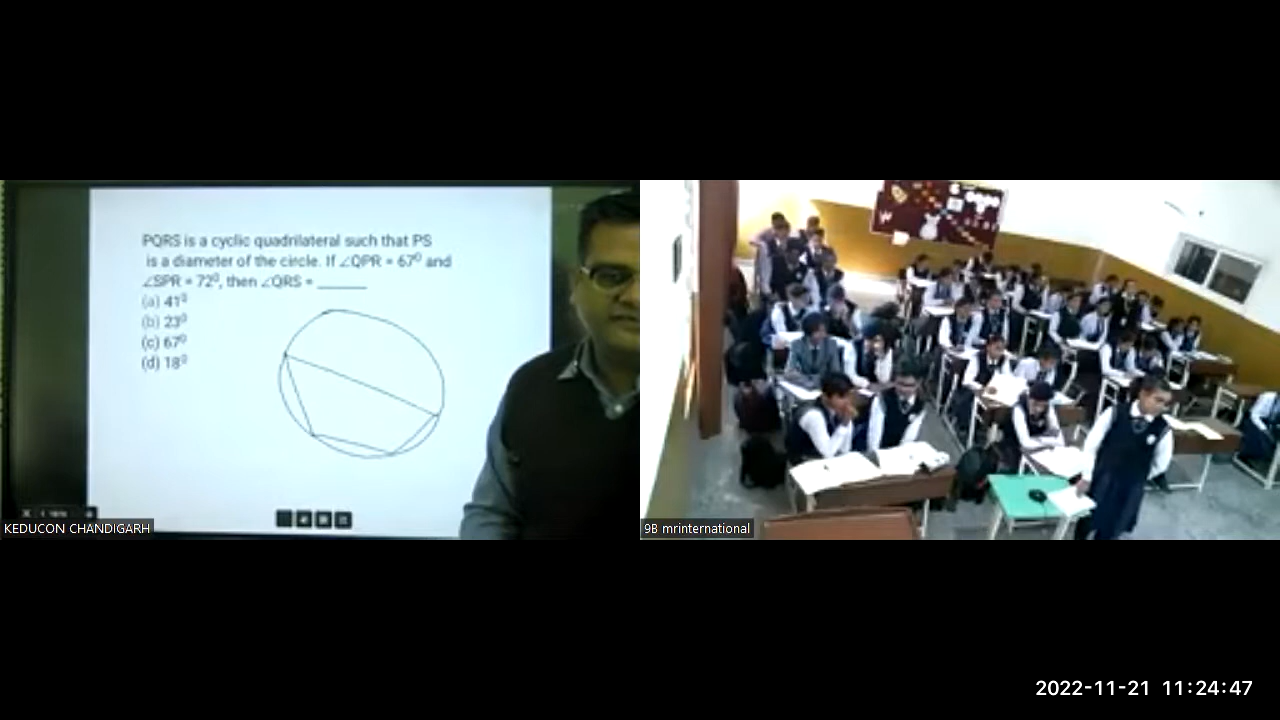 PQRS is a cyclic quadrilateral such that PS
is a diameter of the circle. If ∠QPR = 67⁰ and
∠SPR = 72⁰, then ∠QRS = ______
(a) 41⁰
(b) 23⁰
(c) 67⁰
(d) 18⁰
KEDUCON CHANDIGARH
9B mrinternational
2022-11-21 11:24:47